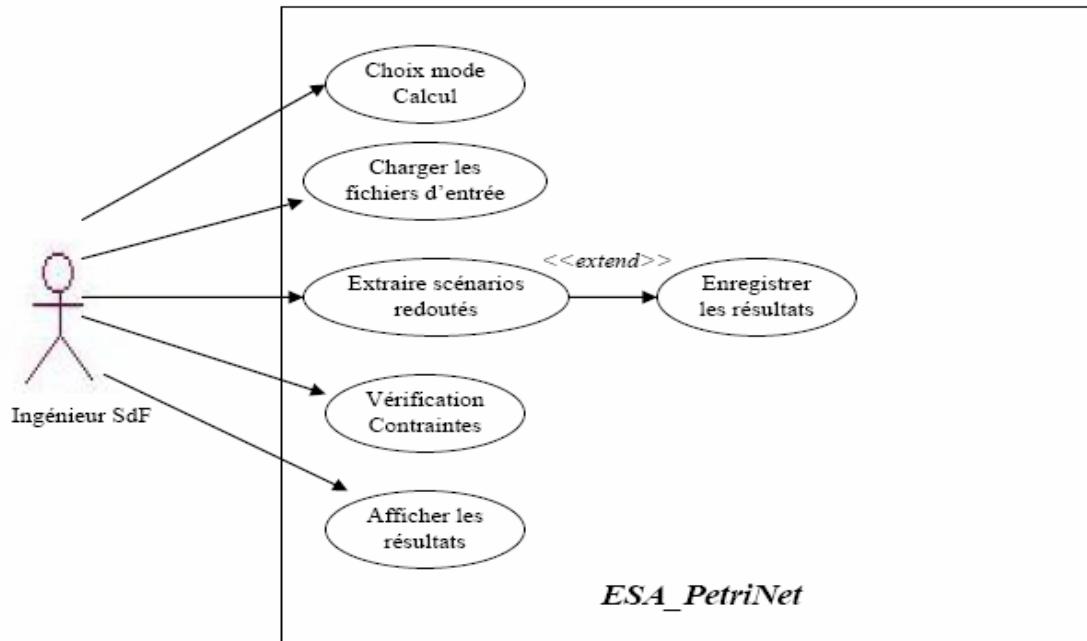 Choix mode
Calcul
Charger les
fichiers d'entrée
<<extend>>
Extraire scénarios
redoutés
Enregistrer
les résultats
Ingénieur SdF
Vérification
Contraintes
Afficher les
résultats
ESA_PetriNet